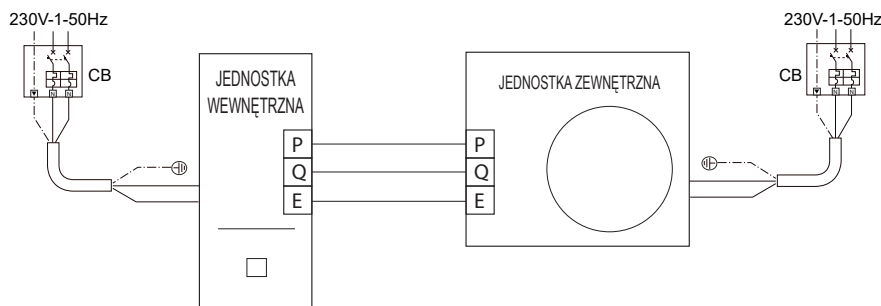 230V-1-50Hz
CB
N
JEDNOSTKA
WEWNĘTRZNA
P
Q
E
JEDNOSTKA ZEWNĘTRZNA
P
Q
E
230V-1-50Hz
CB
N